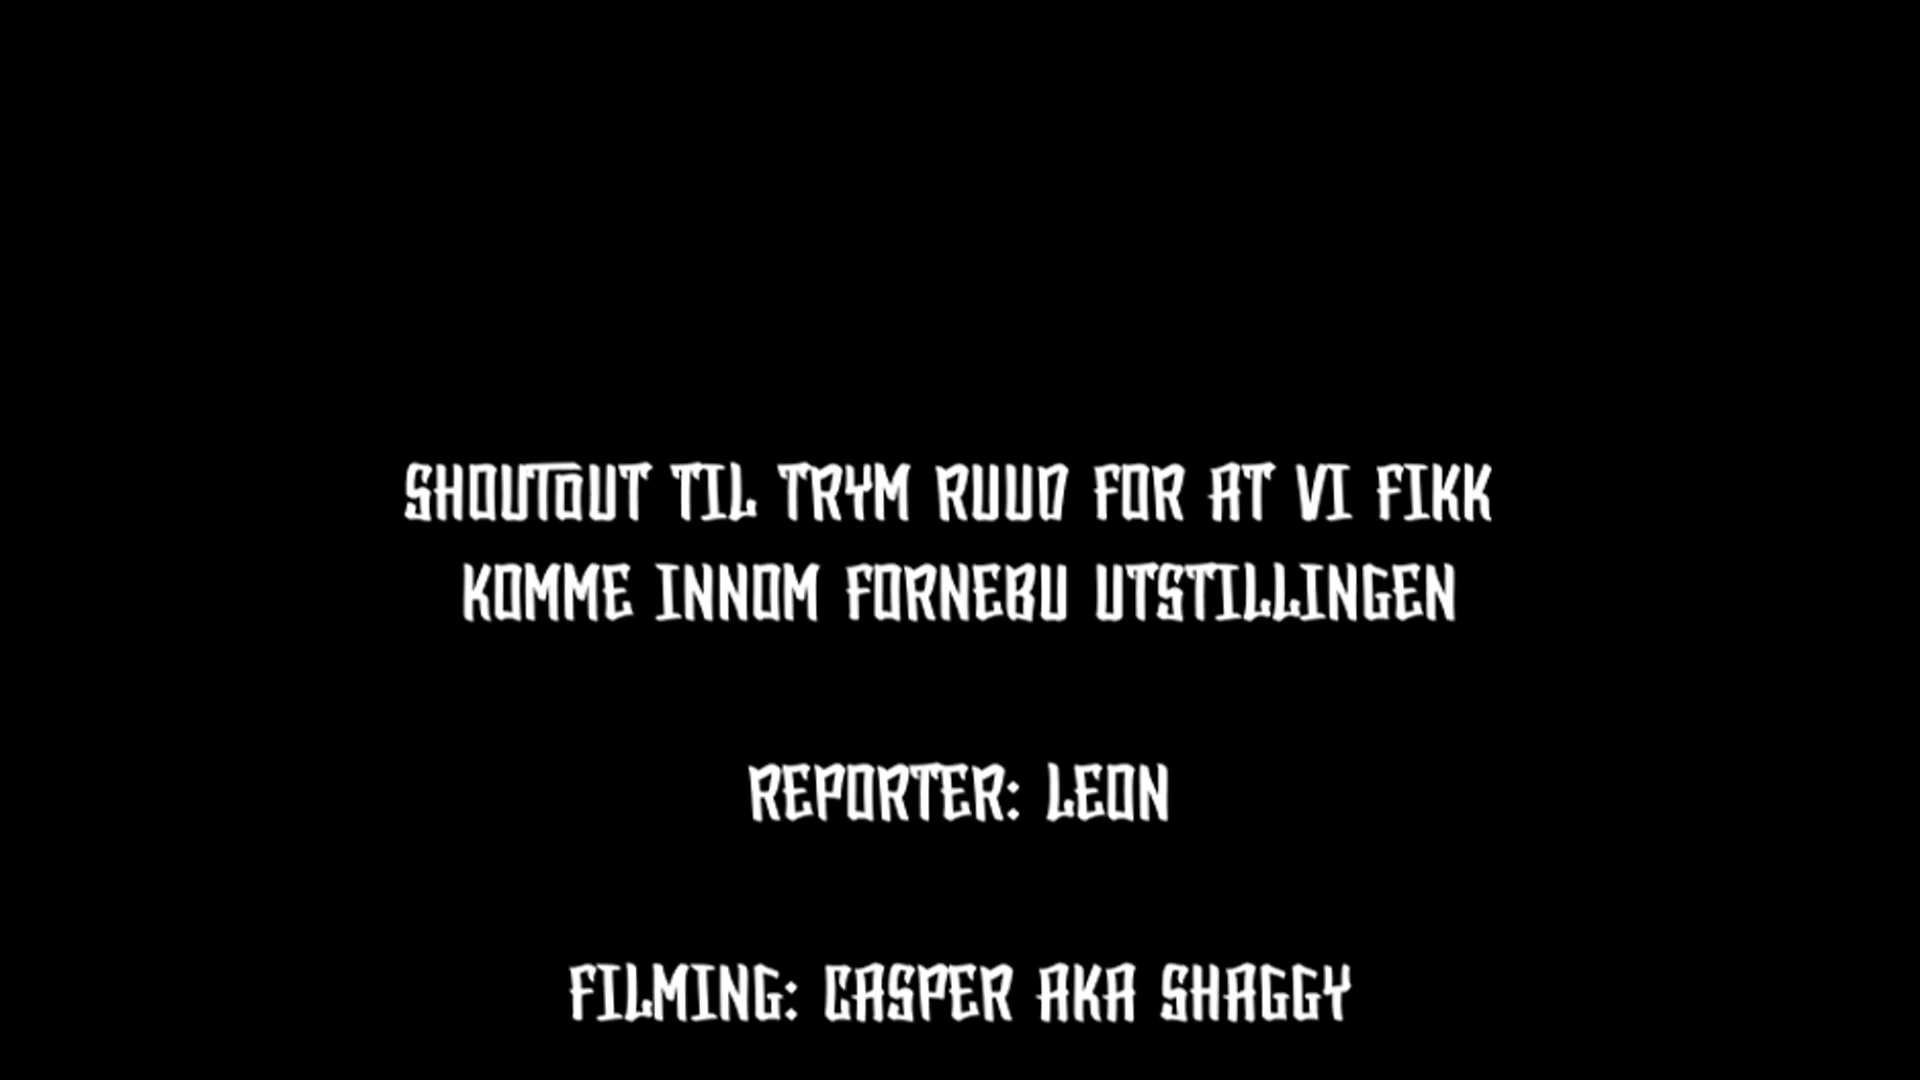 SHOUTOUT TIL TRYM RUUD FOR AT VI FIKK
KOMME INNOM FORNEBU UTSTILLINGEN
REPORTER: LEON
FILMING: CASPER AKA SHAGGY